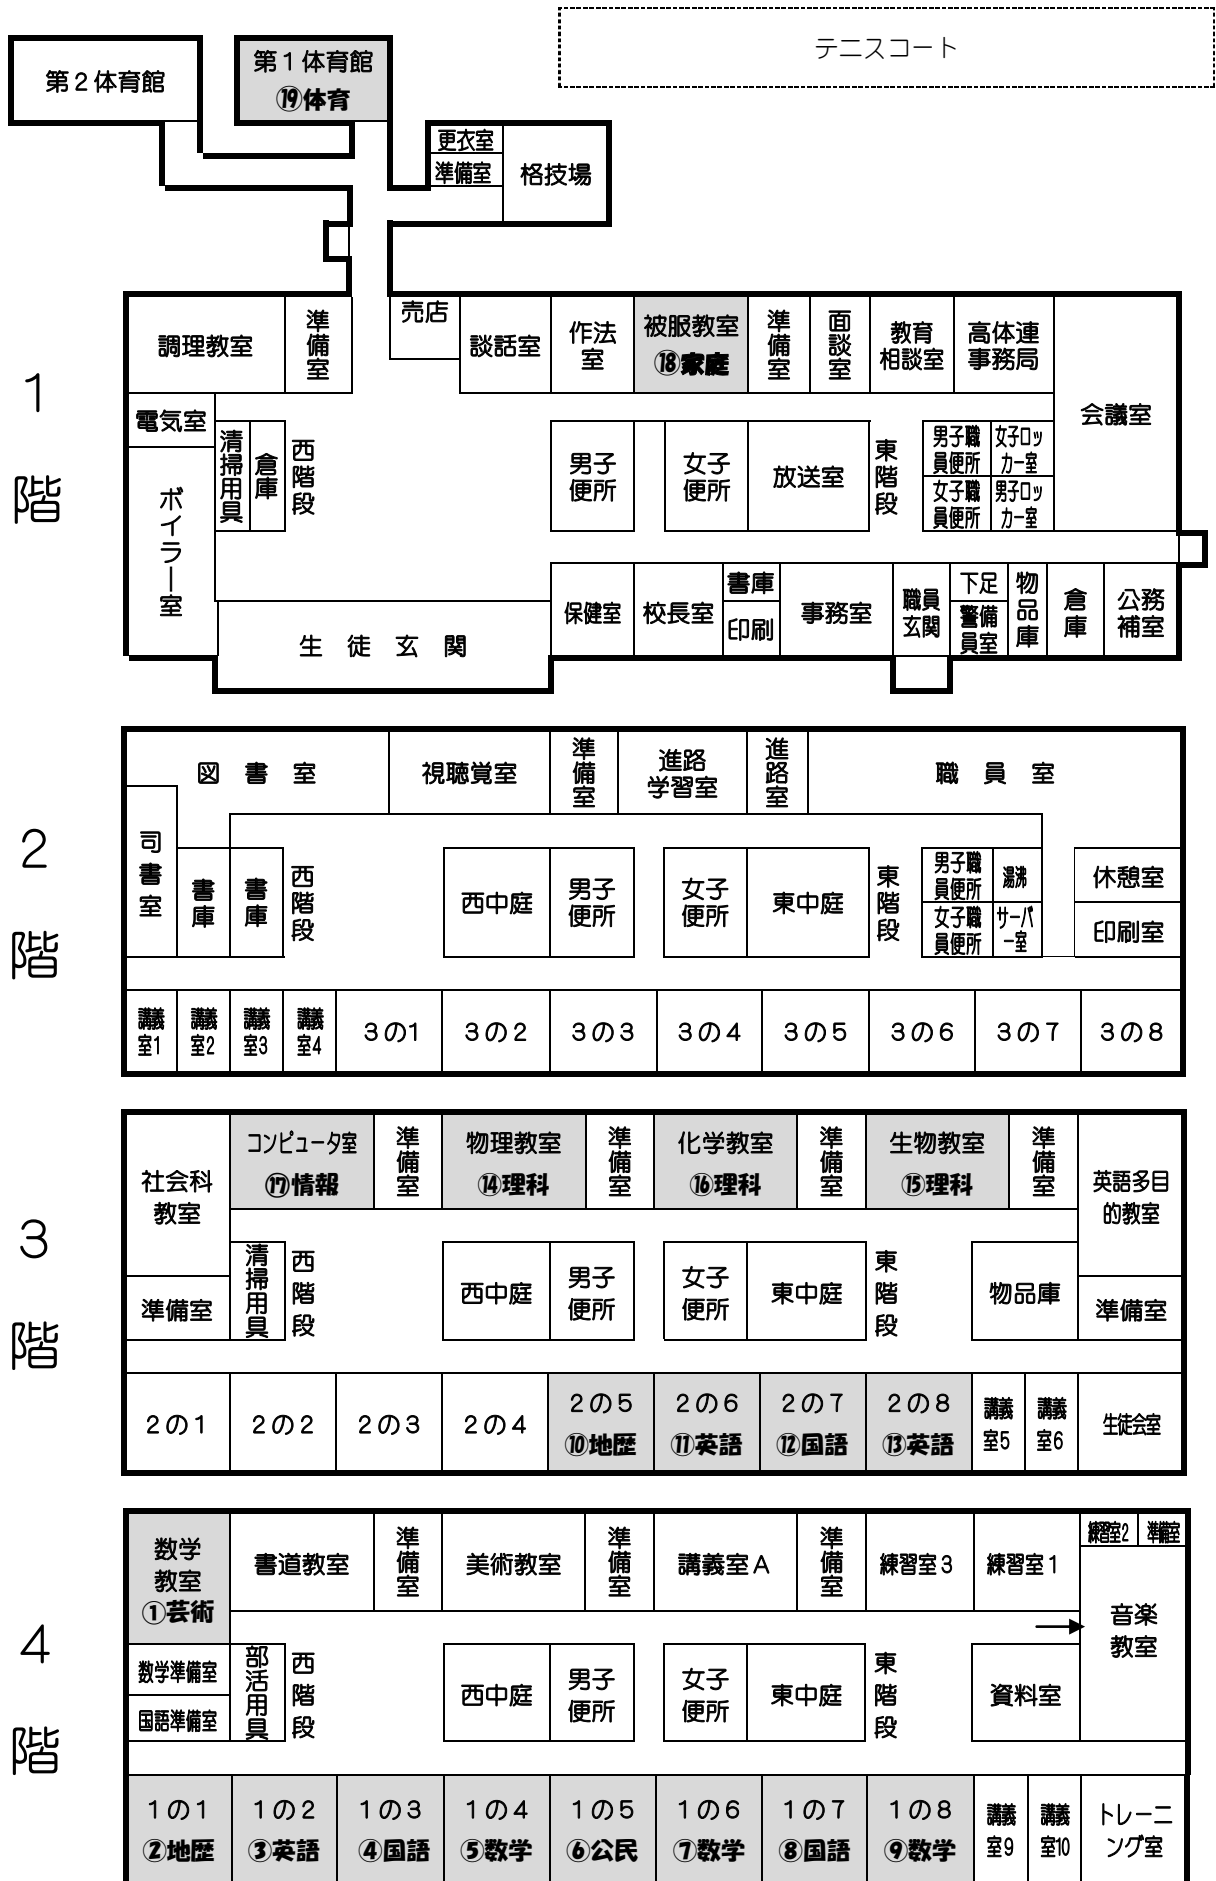 テニスコート
第２体育館
第１体育館
⑲体育
更衣室
準備室
格技場
1
階
調理教室
準備室
売店
談話室
作法
室
被服教室
⑱家庭
準備室
面談室
教育
相談室
高体連
事務局
会議室
電気室
ボイラー室
清掃用具
倉庫
西階段
男子
便所
女子
便所
放送室
東階段
男子職
員便所
女子ロッ
カー室
女子職
員便所
男子ロッ
カー室
生徒玄関
保健室
校長室
書庫
印刷
事務室
職員
玄関
下足
警備
員室
物品庫
倉庫
公務
補室
2
階
図書室
視聴覚室
準備室
進路
学習室
進路室
職員室
司書室
書庫
書庫
西階段
西中庭
男子
便所
女子
便所
東中庭
東階段
男子職
員便所
湯沸
女子職
員便所
サーバ
ー室
休憩室
印刷室
講義
室1
講義
室2
講義
室3
講義
室4
３の1
３の２
３の３
３の４
３の５
３の６
３の７
３の８
3
階
社会科
教室
コンピュータ室
⑰情報
準備室
物理教室
⑭理科
準備室
化学教室
⑯理科
準備室
生物教室
⑮理科
準備室
英語多目
的教室
準備室
清掃用具
西階段
西中庭
男子
便所
女子
便所
東中庭
東階段
物品庫
準備室
２の1
２の２
２の３
２の４
２の５
⑩地歴
２の６
⑪英語
２の７
⑫国語
２の８
⑬英語
講義
室5
講義
室6
生徒会室
4
階
数学
教室
①芸術
書道教室
準備室
美術教室
準備室
講義室Ａ
準備室
練習室３
練習室１
練習室2
準備室
音楽
教室
数学準備室
国語準備室
部活用具
西階段
西中庭
男子
便所
女子
便所
東中庭
東階段
資料室
１の１
②地歴
１の２
③英語
１の３
④国語
１の４
⑤数学
１の５
⑥公民
１の６
⑦数学
１の７
⑧国語
１の８
⑨数学
講義
室9
講義
室10
トレーニ
ング室